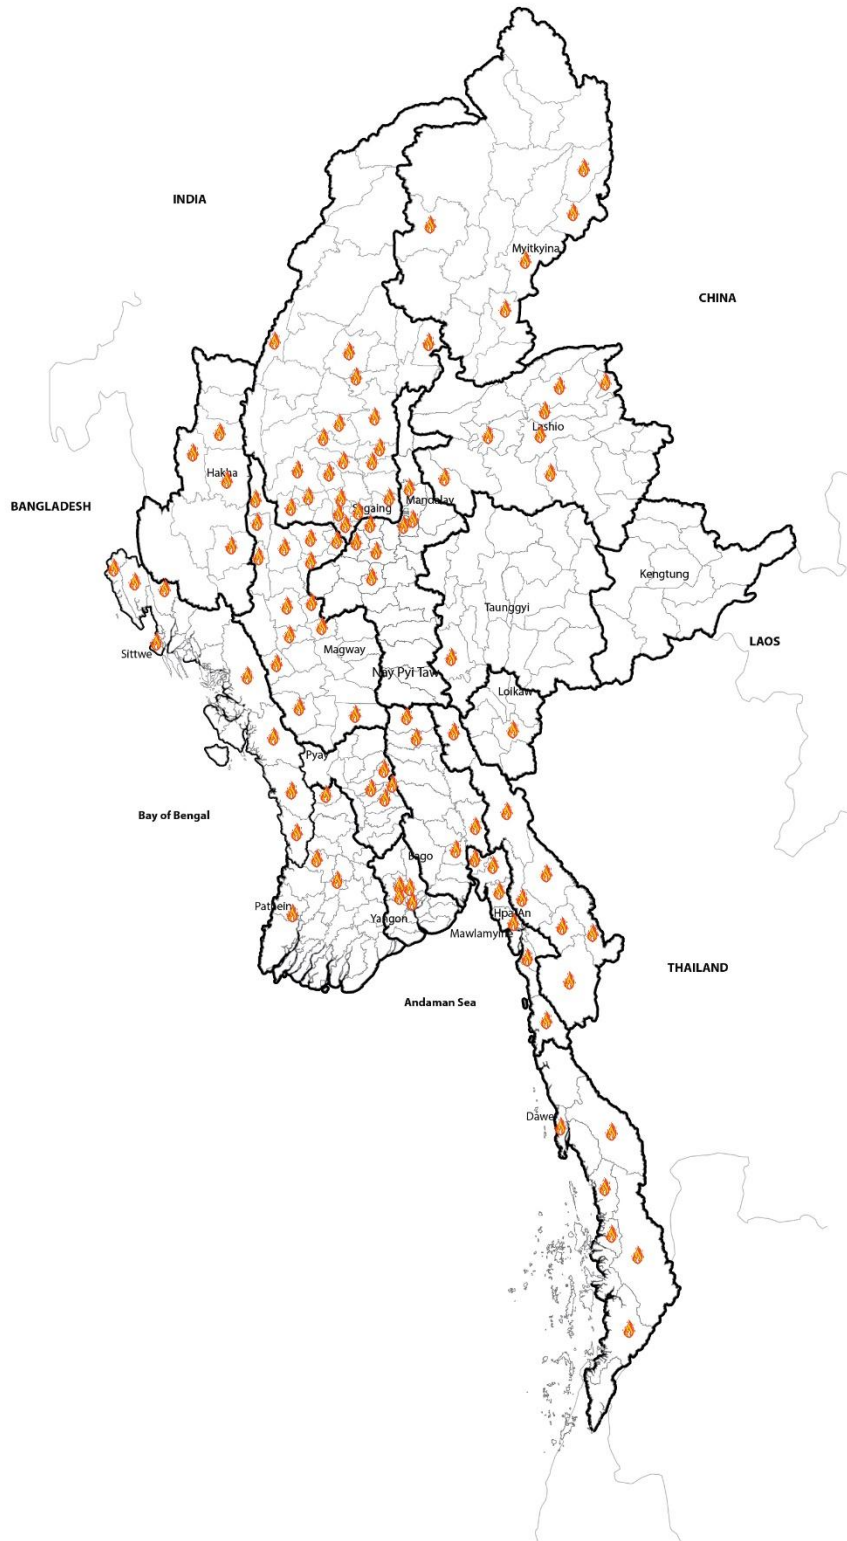 INDIA
Myitkyina
CHINA
Lashio
Hakha
Mandalay
Sagaing
BANGLADESH
Kengtung
Taunggyi
LAOS
Sittwe
Magway
Nay Pyi Taw
Loikaw
Pyay
Bay of Bengal
Bago
Pathein
Hpa-An
Yangon
Mawlamyine
THAILAND
Andaman Sea
Dawei